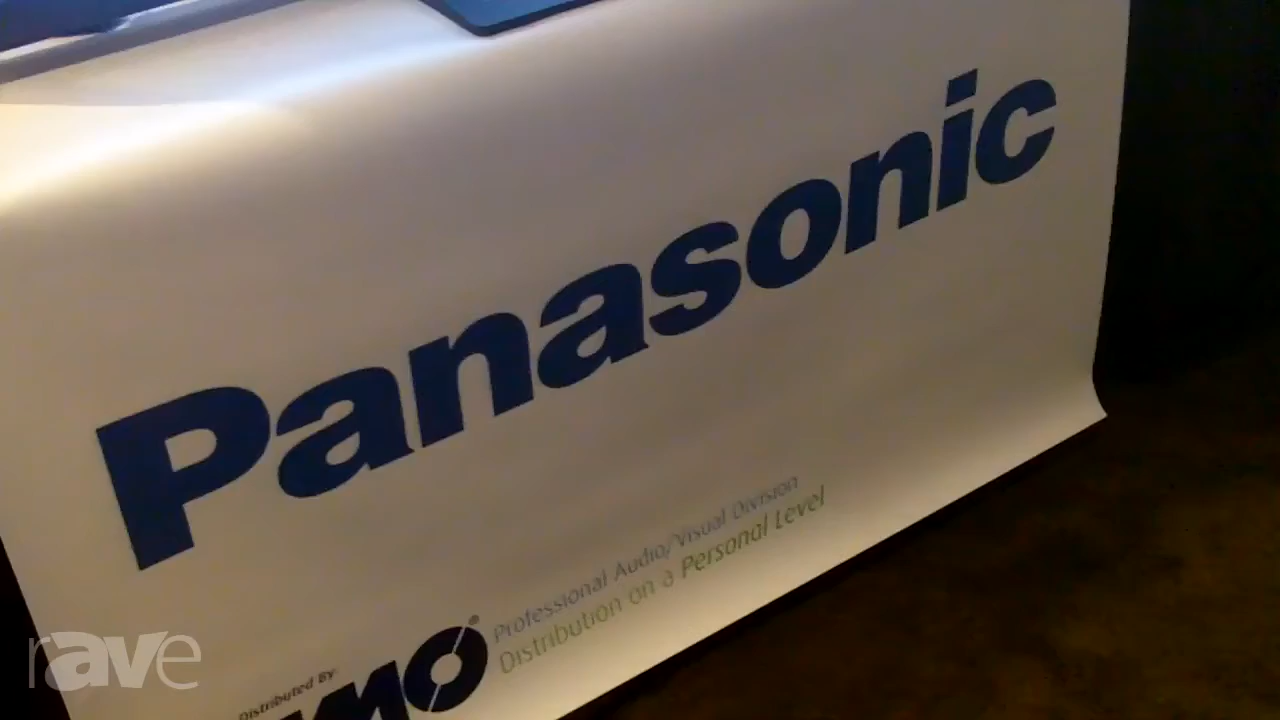 Panasonic
Professional Audio/Visual Division
Distribution on a Personal Level
Distributed By:
rave